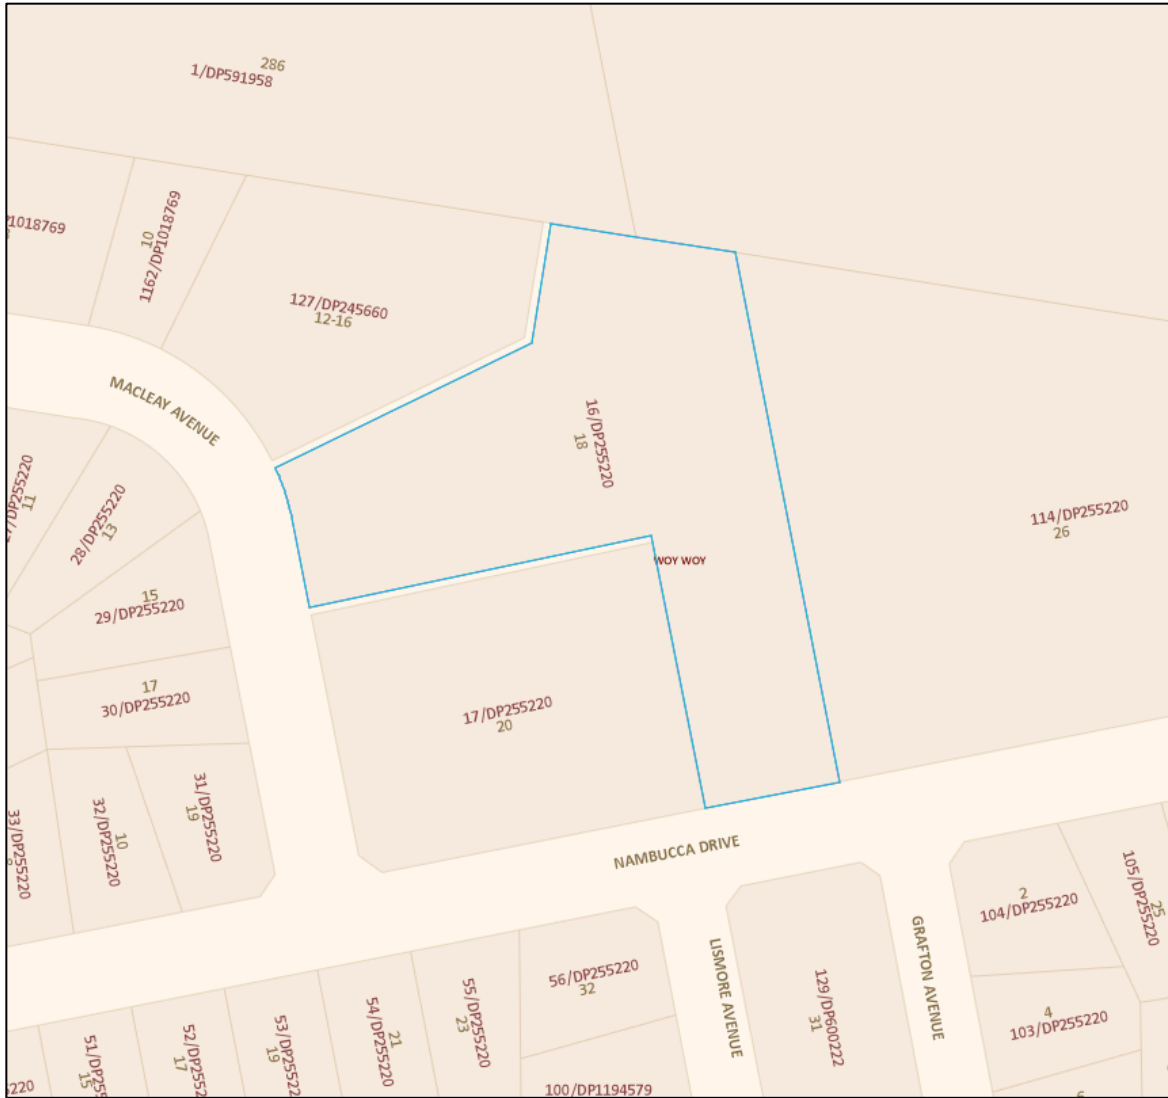 286
1/DP591958
1018769
10
1162/DP1018769
127/DP245660
12-16
MACLEAY AVENUE
16/DP255220
18
/DP255220
11
28/DP255220
13
114/DP255220
26
WOY WOY
15
29/DP255220
17
30/DP255220
17/DP255220
20
31/DP255220
19
32/DP255220
10
33/DP255220
NAMBUCCA DRIVE
2
104/DP255220
105/DP255220
25
LISMORE AVENUE
GRAFTON AVENUE
56/DP255220
32
55/DP255220
23
54/DP255220
21
53/DP25522
19
52/DP2552
17
51/DP255
15
129/DP600222
31
4
103/DP255220
220
100/DP1194579